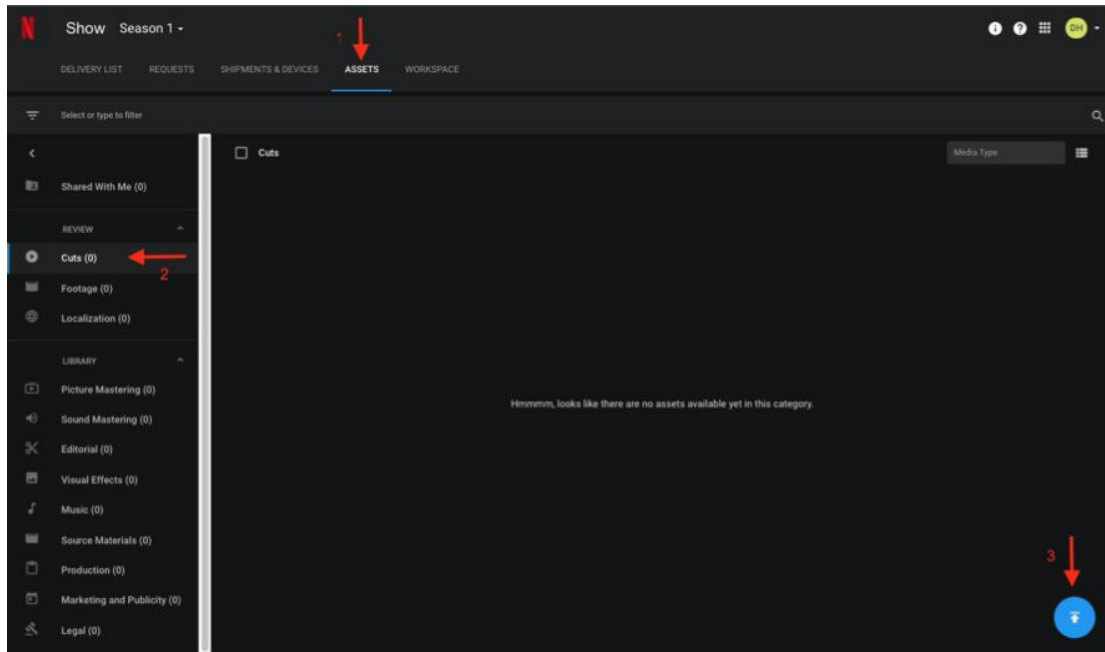 N Show Season 1
1
DH
DELIVERY LIST REQUESTS SHIPMENTS & DEVICES ASSETS WORKSPACE
Select or type to filter
Cuts Media Type
Shared With Me (0)
REVIEW
Cuts (0)
2
Footage (0)
Localization (0)
LIBRARY
Picture Mastering (0)
Hmmmm, looks like there are no assets available yet in this category.
Sound Mastering (0)
Editorial (0)
Visual Effects (0)
Music (0)
Source Materials (0)
3
Production (0)
Marketing and Publicity (0)
Legal (0)